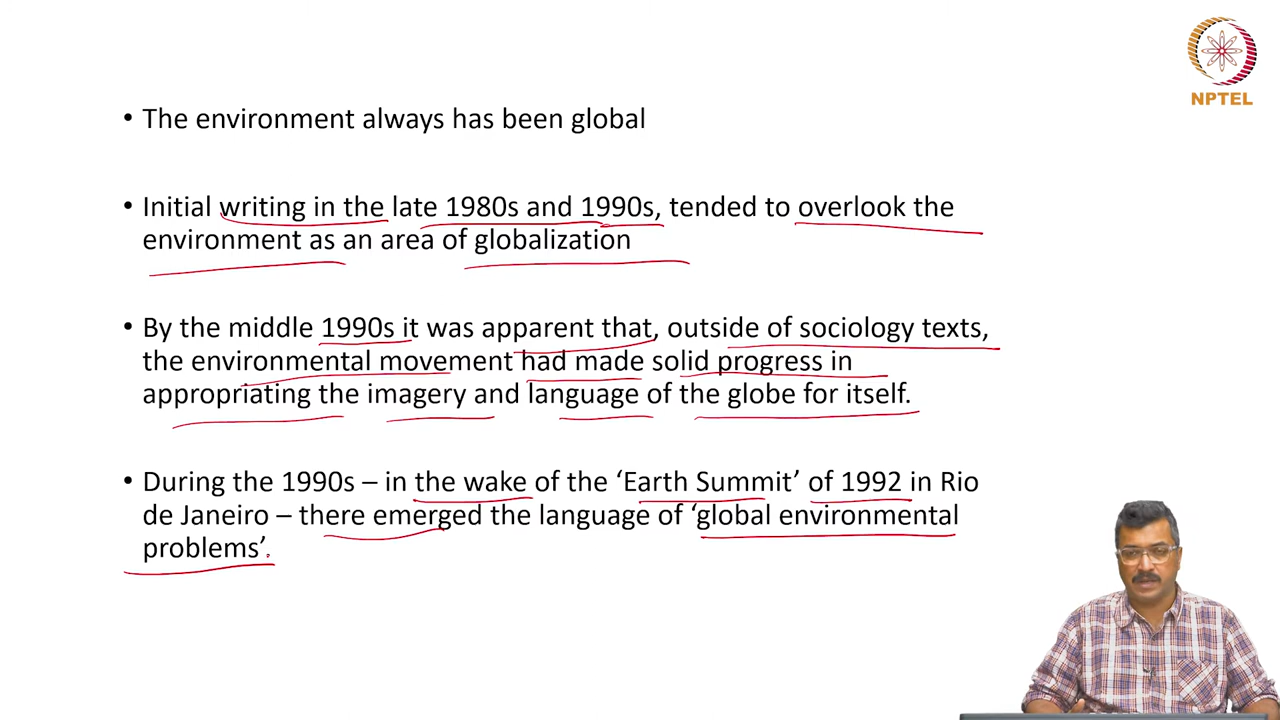 NPTEL
• The environment always has been global
• Initial writing in the late 1980s and 1990s, tended to overlook the
environment as an area of globalization
• By the middle 1990s it was apparent that, outside of sociology texts,
the environmental movement had made solid progress in
appropriating the imagery and language of the globe for itself.
• During the 1990s – in the wake of the ‘Earth Summit’ of 1992 in Rio
de Janeiro – there emerged the language of ‘global environmental
problems’.